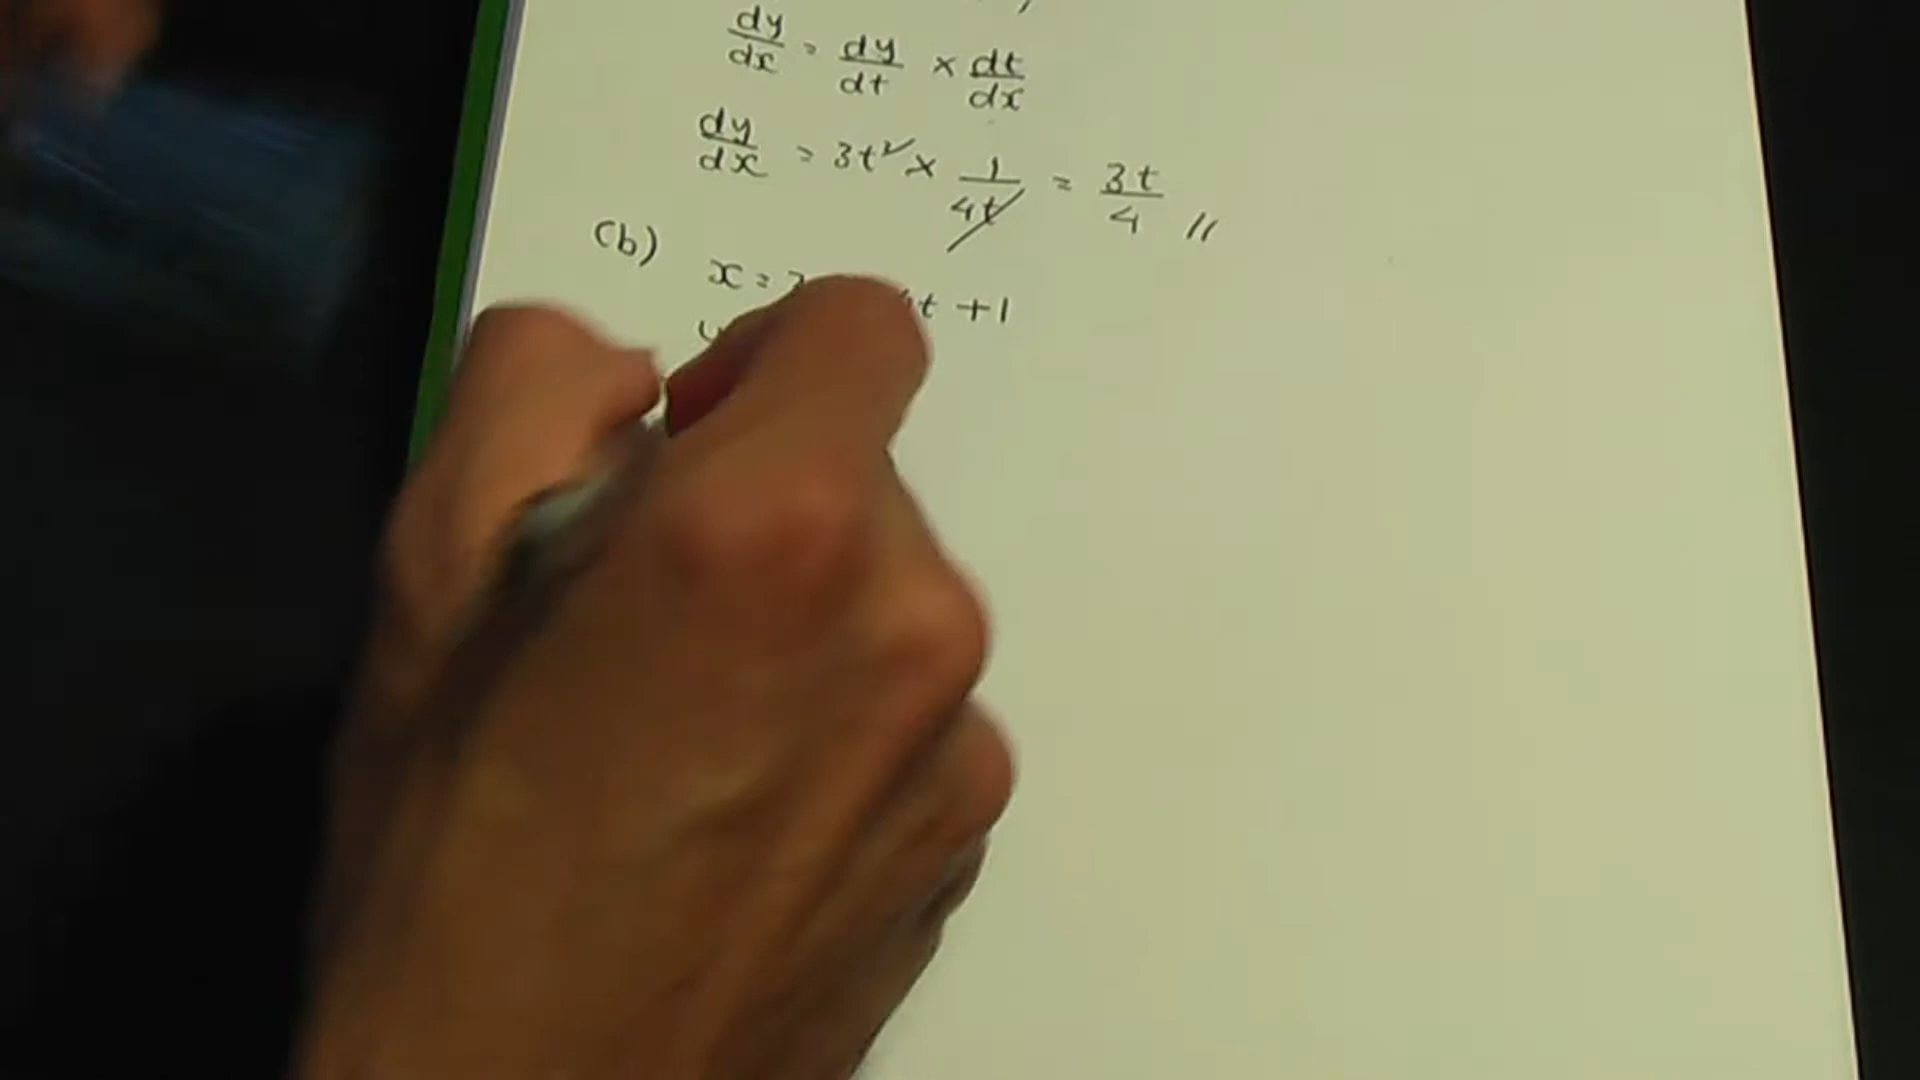 dy/dx = dy/dt × dt/dx
dy/dx = 3t² × 1/4t = 3t/4 //
(b)
x = t + 1